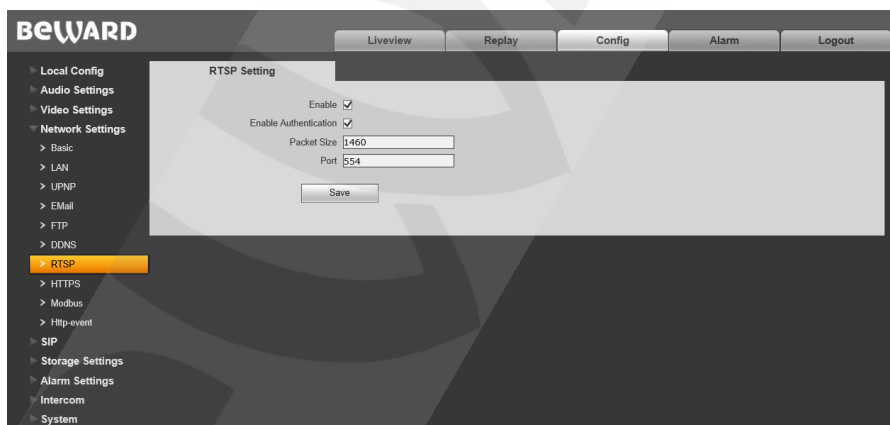 BEWARD
Liveview
Replay
Config
Alarm
Logout
Local Config
Audio Settings
Video Settings
Network Settings
> Basic
> LAN
> UPNP
> EMail
> FTP
> DDNS
> RTSP
> HTTPS
> Modbus
> Http-event
SIP
Storage Settings
Alarm Settings
Intercom
System
RTSP Setting
Enable
Enable Authentication
Packet Size 1460
Port 554
Save